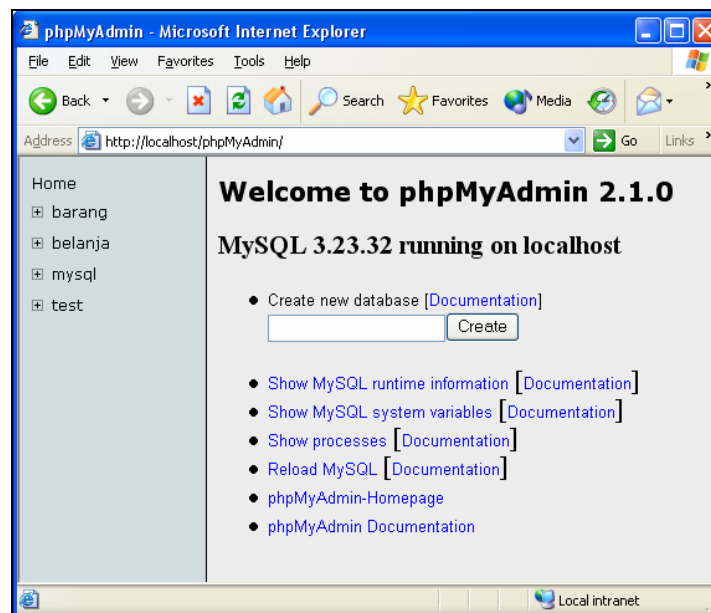 phpMyAdmin - Microsoft Internet Explorer
File Edit View Favorites Tools Help
Back Search Favorites Media
Address http://localhost/phpMyAdmin/ Go Links
Home
barang
belanja
mysql
test
Welcome to phpMyAdmin 2.1.0
MySQL 3.23.32 running on localhost
Create new database [Documentation]
Create
Show MySQL runtime information [Documentation]
Show MySQL system variables [Documentation]
Show processes [Documentation]
Reload MySQL [Documentation]
phpMyAdmin-Homepage
phpMyAdmin Documentation
Local intranet